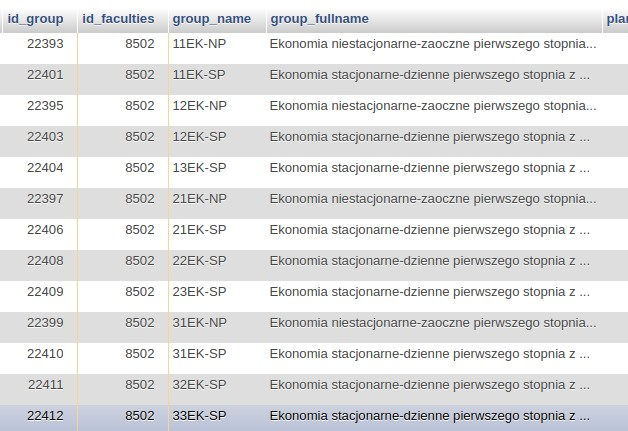 id_group id_faculties group_name group_fullname
22393 8502 11EK-NP Ekonomia niestacjonarne-zaoczne pierwszego stopnia...
22401 8502 11EK-SP Ekonomia stacjonarne-dzienne pierwszego stopnia z ...
22395 8502 12EK-NP Ekonomia niestacjonarne-zaoczne pierwszego stopnia...
22403 8502 12EK-SP Ekonomia stacjonarne-dzienne pierwszego stopnia z ...
22404 8502 13EK-SP Ekonomia stacjonarne-dzienne pierwszego stopnia z ...
22397 8502 21EK-NP Ekonomia niestacjonarne-zaoczne pierwszego stopnia...
22406 8502 21EK-SP Ekonomia stacjonarne-dzienne pierwszego stopnia z ...
22408 8502 22EK-SP Ekonomia stacjonarne-dzienne pierwszego stopnia z ...
22409 8502 23EK-SP Ekonomia stacjonarne-dzienne pierwszego stopnia z ...
22399 8502 31EK-NP Ekonomia niestacjonarne-zaoczne pierwszego stopnia...
22410 8502 31EK-SP Ekonomia stacjonarne-dzienne pierwszego stopnia z ...
22411 8502 32EK-SP Ekonomia stacjonarne-dzienne pierwszego stopnia z ...
22412 8502 33EK-SP Ekonomia stacjonarne-dzienne pierwszego stopnia z ...